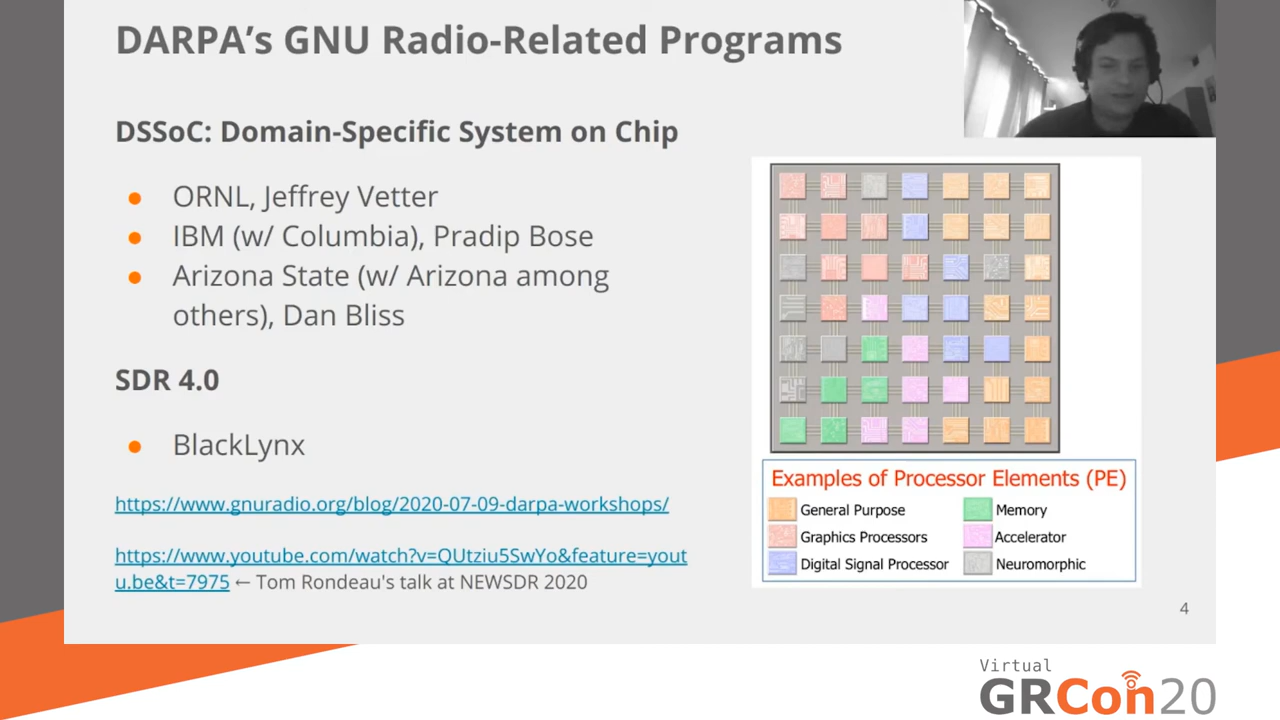 DARPA's GNU Radio-Related Programs
DSSoC: Domain-Specific System on Chip
● ORNL, Jeffrey Vetter
● IBM (w/ Columbia), Pradip Bose
● Arizona State (w/ Arizona among
others), Dan Bliss
SDR 4.0
● BlackLynx
https://www.gnuradio.org/blog/2020-07-09-darpa-workshops/
https://www.youtube.com/watch?v=QUtziu5SwYo&feature=yout
u.be&t=7975 ← Tom Rondeau's talk at NEWSDR 2020
Examples of Processor Elements (PE)
General Purpose
Memory
Graphics Processors
Accelerator
Digital Signal Processor
Neuromorphic
4
Virtual
GRCon20